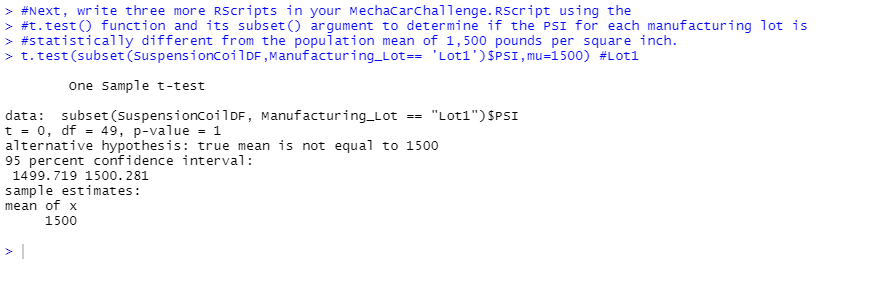 > #Next, write three more RScripts in your MechaCarChallenge.RScript using the
> #t.test() function and its subset() argument to determine if the PSI for each manufacturing lot is
> #statistically different from the population mean of 1,500 pounds per square inch.
> t.test(subset(SuspensionCoilDF,Manufacturing_Lot== 'Lot1')$PSI,mu=1500) #Lot1
One Sample t-test
data:  subset(SuspensionCoilDF, Manufacturing_Lot == "Lot1")$PSI
t = 0, df = 49, p-value = 1
alternative hypothesis: true mean is not equal to 1500
95 percent confidence interval:
 1499.719 1500.281
sample estimates:
mean of x
     1500
>